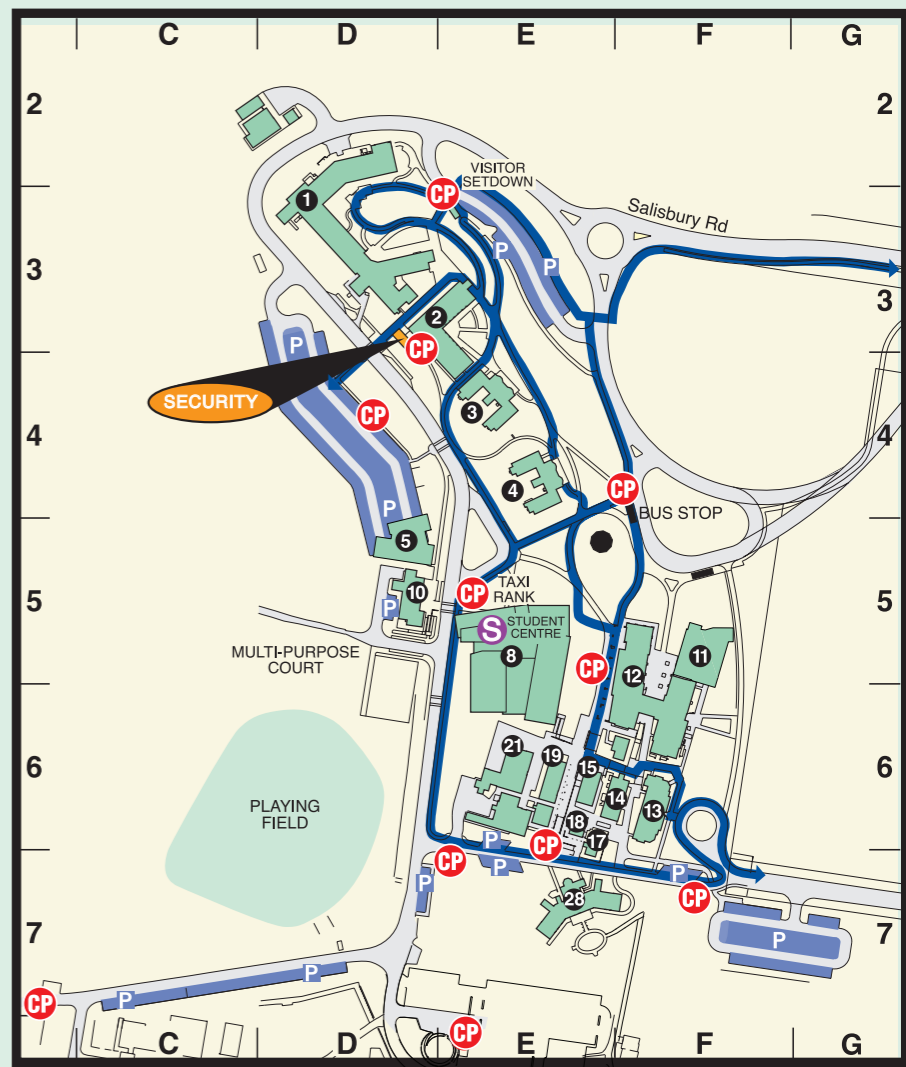 C D E F G
2 2
VISITOR
SETDOWN
CP
1
Salisbury Rd
P
P
3 3
2
P
CP
SECURITY
3
CP
4 4
4
CP
P
BUS STOP
5
TAXI
RANK
CP
10
5 5
P
S STUDENT
CENTRE
MULTI-PURPOSE
COURT
8
11
CP
12
21
19
6 6
15
14
13
PLAYING
FIELD
18
17
P
CP
CP
P
P
CP
28
7 7
P
P
P
CP
CP
C D E F G